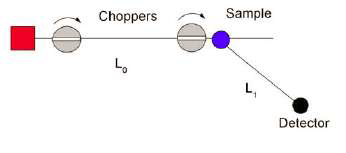 Choppers
Sample
L0
L1
Detector